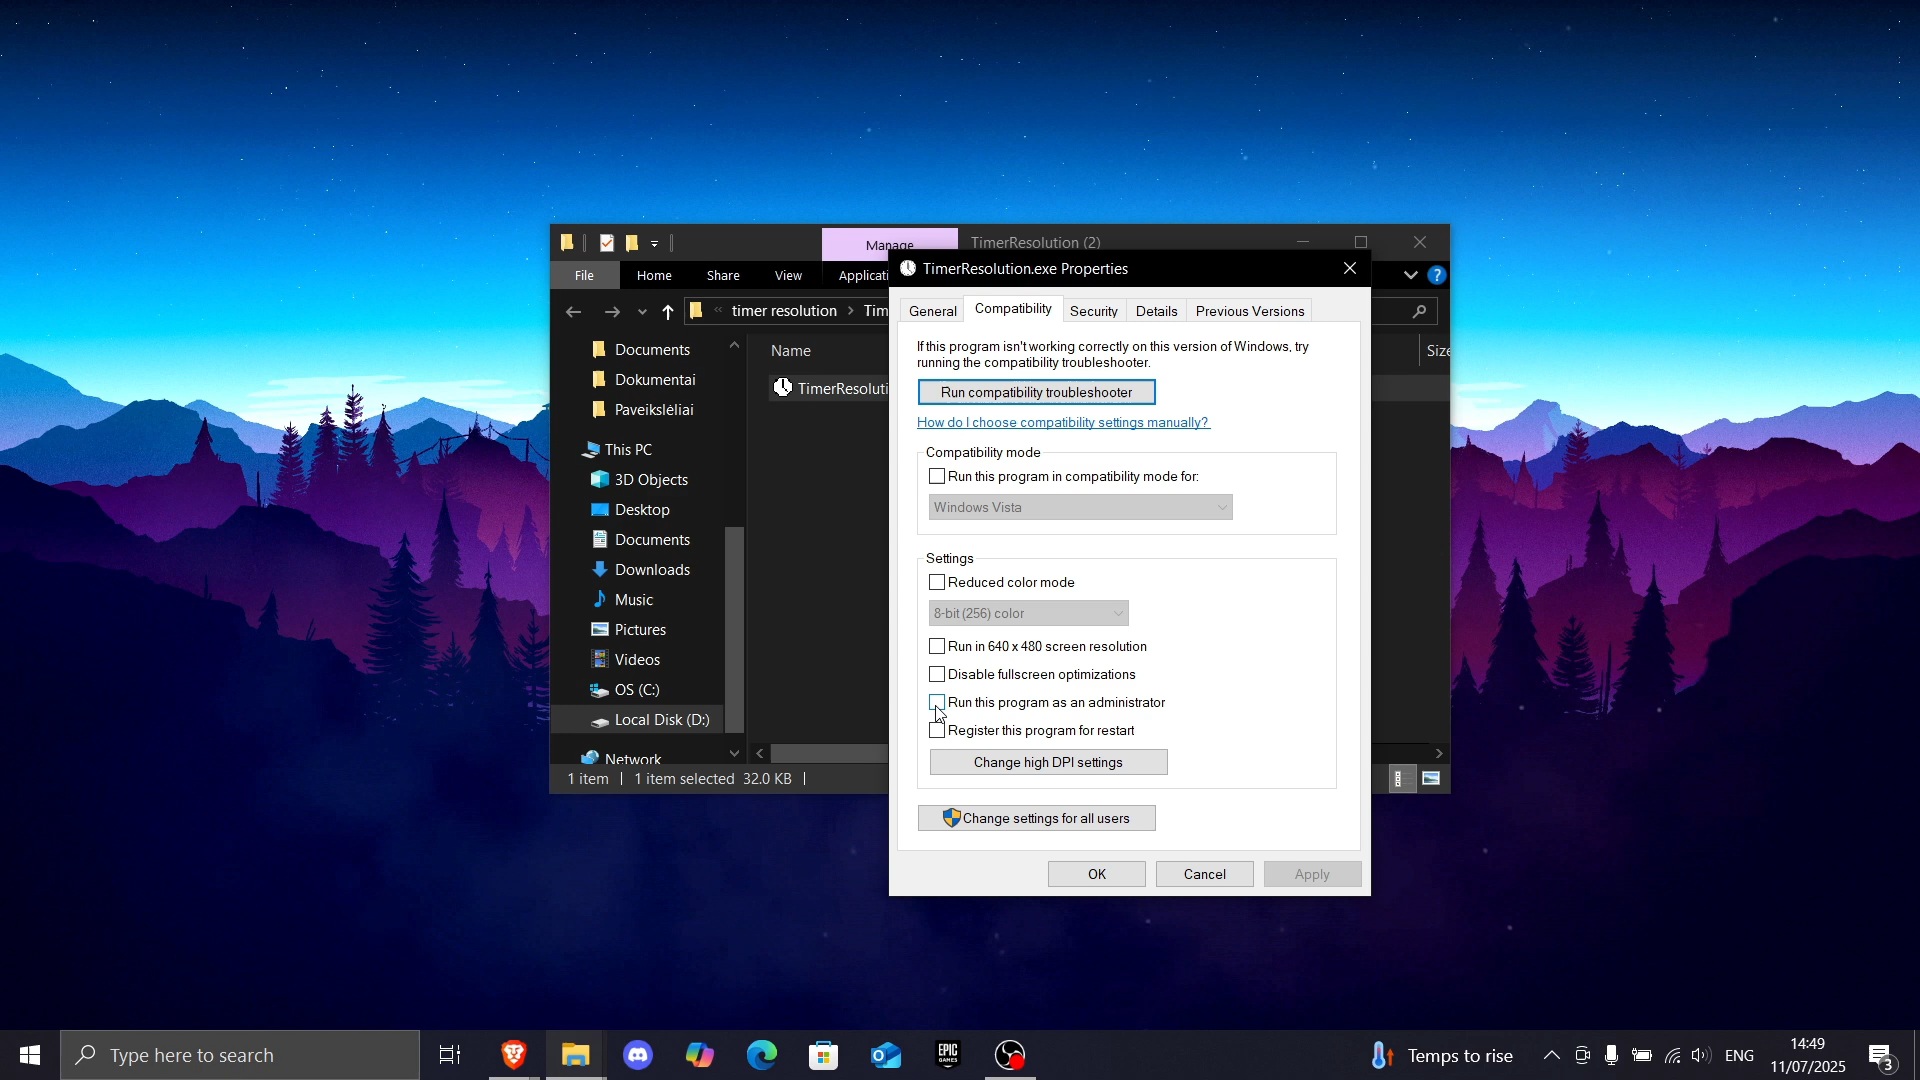 Manage
TimerResolution (2)
File
Home
Share
View
Applicati
timer resolution
Tim
Documents
Dokumentai
Paveikslėliai
This PC
3D Objects
Desktop
Documents
Downloads
Music
Pictures
Videos
OS (C:)
Local Disk (D:)
Network
Name
Size
TimerResoluti
1 item
1 item selected 32.0 KB
TimerResolution.exe Properties
General
Compatibility
Security
Details
Previous Versions
If this program isn't working correctly on this version of Windows, try
running the compatibility troubleshooter.
Run compatibility troubleshooter
How do I choose compatibility settings manually?
Compatibility mode
Run this program in compatibility mode for:
Windows Vista
Settings
Reduced color mode
8-bit (256) color
Run in 640 x 480 screen resolution
Disable fullscreen optimizations
Run this program as an administrator
Register this program for restart
Change high DPI settings
Change settings for all users
OK
Cancel
Apply
Type here to search
EPIC
GAMES
Temps to rise
ENG
14:49
11/07/2025
3